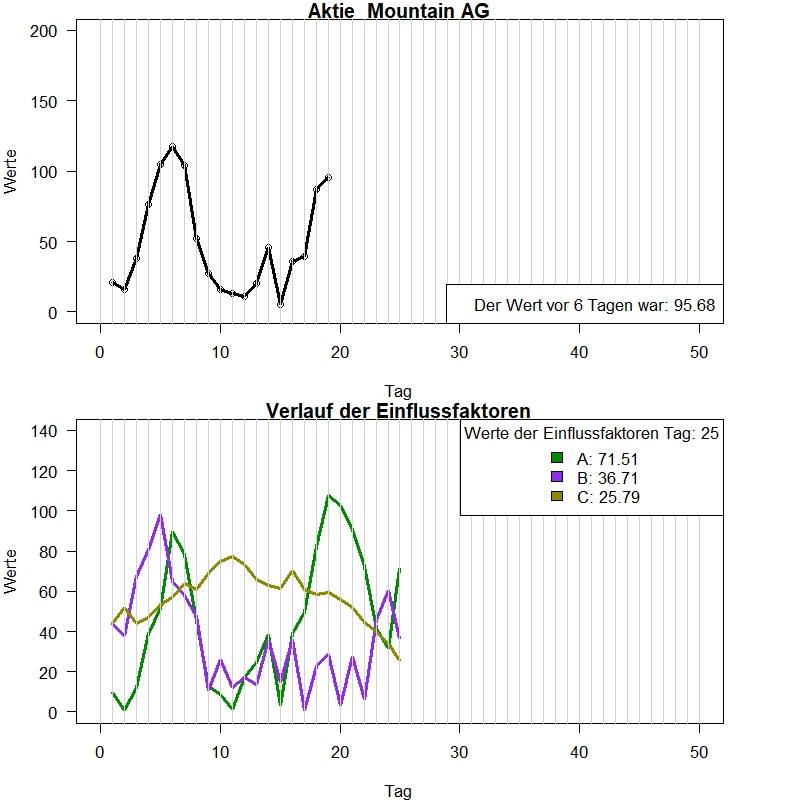 Aktie  Mountain AG
200
150
100
50
0
Werte
Der Wert vor 6 Tagen war: 95.68
0 10 20 30 40 50
Tag
Verlauf der Einflussfaktoren
140
120
100
80
60
40
20
0
Werte
Werte der Einflussfaktoren Tag: 25
A: 71.51
B: 36.71
C: 25.79
0 10 20 30 40 50
Tag